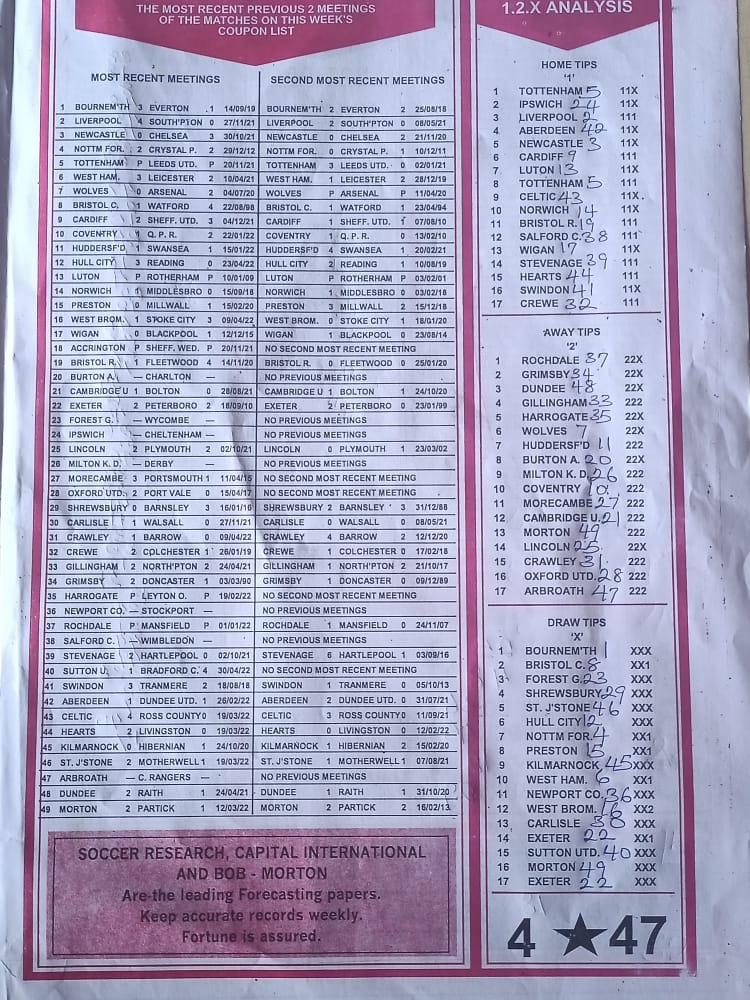 THE MOST RECENT PREVIOUS 2 MEETINGS
OF THE MATCHES ON THIS WEEK'S
COUPON LIST
MOST RECENT MEETINGS SECOND MOST RECENT MEETINGS
1 BOURNEM'TH 3 EVERTON 1 14/09/19 BOURNEM'TH 2 EVERTON 2 25/08/18
2 LIVERPOOL 4 SOUTH'PTON 0 27/11/21 LIVERPOOL 2 SOUTH'PTON 0 08/05/21
3 NEWCASTLE 0 CHELSEA 3 30/10/21 NEWCASTLE 0 CHELSEA 2 21/11/20
4 NOTTM FOR. 2 CRYSTAL P. 2 29/12/12 NOTTM FOR. 0 CRYSTAL P. 1 10/12/11
5 TOTTENHAM P LEEDS UTD. P 20/11/21 TOTTENHAM 3 LEEDS UTD. 0 02/01/21
6 WEST HAM. 3 LEICESTER 2 10/04/21 WEST HAM. 1 LEICESTER 2 28/12/19
7 WOLVES 0 ARSENAL 2 04/07/20 WOLVES P ARSENAL P 11/04/20
8 BRISTOL C. 1 WATFORD 4 22/08/98 BRISTOL C. 1 WATFORD 2 23/04/94
9 CARDIFF 2 SHEFF. UTD. 3 04/12/21 CARDIFF 1 SHEFF. UTD. 1 07/08/10
10 COVENTRY 1 Q. P. R. 2 22/01/22 COVENTRY 1 Q. P. R. 0 13/02/10
11 HUDDERSF'D 1 SWANSEA 1 15/01/22 HUDDERSF'D 4 SWANSEA 1 20/02/21
12 HULL CITY 3 READING 0 23/04/22 HULL CITY 2 READING 1 10/08/19
13 LUTON P ROTHERHAM P 10/01/09 LUTON P ROTHERHAM P 03/02/01
14 NORWICH 1 MIDDLESBRO 0 15/09/18 NORWICH 1 MIDDLESBRO 0 03/02/18
15 PRESTON 0 MILLWALL 1 15/02/20 PRESTON 3 MILLWALL 2 15/12/18
16 WEST BROM. 1 STOKE CITY 3 09/04/22 WEST BROM. 0 STOKE CITY 1 18/01/20
17 WIGAN 0 BLACKPOOL 1 12/12/15 WIGAN 1 BLACKPOOL 0 23/08/14
18 ACCRINGTON P SHEFF. WED. P 20/11/21 NO SECOND MOST RECENT MEETING
19 BRISTOL R. 1 FLEETWOOD 4 14/11/20 BRISTOL R. 0 FLEETWOOD 0 25/01/20
20 BURTON A. — CHARLTON — NO PREVIOUS MEETINGS
21 CAMBRIDGE U 1 BOLTON 0 28/08/21 CAMBRIDGE U 1 BOLTON 1 24/10/20
22 EXETER 2 PETERBORO 2 18/09/10 EXETER 2 PETERBORO 0 23/01/99
23 FOREST G. — WYCOMBE — NO PREVIOUS MEETINGS
24 IPSWICH — CHELTENHAM — NO PREVIOUS MEETINGS
25 LINCOLN 2 PLYMOUTH 2 02/10/21 LINCOLN 0 PLYMOUTH 1 23/03/02
26 MILTON K. D. — DERBY — NO PREVIOUS MEETINGS
27 MORECAMBE 3 PORTSMOUTH 1 11/04/15 NO SECOND MOST RECENT MEETING
28 OXFORD UTD. 2 PORT VALE 0 15/04/17 NO SECOND MOST RECENT MEETING
29 SHREWSBURY 0 BARNSLEY 3 16/01/10 SHREWSBURY 2 BARNSLEY 3 31/12/88
30 CARLISLE 1 WALSALL 0 27/11/21 CARLISLE 0 WALSALL 0 08/05/21
31 CRAWLEY 1 BARROW 0 09/04/22 CRAWLEY 4 BARROW 2 12/12/20
32 CREWE 2 COLCHESTER 1 26/01/19 CREWE 1 COLCHESTER 0 17/02/18
33 GILLINGHAM 2 NORTH'PTON 2 24/04/21 GILLINGHAM 1 NORTH'PTON 2 21/10/17
34 GRIMSBY 2 DONCASTER 1 03/03/90 GRIMSBY 1 DONCASTER 0 09/12/89
35 HARROGATE P LEYTON O. P 19/02/22 NO SECOND MOST RECENT MEETING
36 NEWPORT CO. — STOCKPORT — NO PREVIOUS MEETINGS
37 ROCHDALE P MANSFIELD P 01/01/22 ROCHDALE 1 MANSFIELD 0 24/11/07
38 SALFORD C. — WIMBLEDON — NO PREVIOUS MEETINGS
39 STEVENAGE 2 HARTLEPOOL 0 02/10/21 STEVENAGE 6 HARTLEPOOL 1 03/09/16
40 SUTTON U. 1 BRADFORD C. 4 30/04/22 NO SECOND MOST RECENT MEETING
41 SWINDON 3 TRANMERE 2 18/08/18 SWINDON 1 TRANMERE 0 05/10/13
42 ABERDEEN 1 DUNDEE UTD. 1 26/02/22 ABERDEEN 2 DUNDEE UTD. 0 31/07/21
43 CELTIC 4 ROSS COUNTY 0 19/03/22 CELTIC 3 ROSS COUNTY 0 11/09/21
44 HEARTS 2 LIVINGSTON 0 19/03/22 HEARTS 0 LIVINGSTON 0 12/02/22
45 KILMARNOCK 0 HIBERNIAN 1 24/10/20 KILMARNOCK 1 HIBERNIAN 2 15/02/20
46 ST. J'STONE 2 MOTHERWELL 1 19/03/22 ST. J'STONE 1 MOTHERWELL 1
47 ARBROATH — C. RANGERS — NO PREVIOUS MEETINGS
48 DUNDEE 2 RAITH 1 24/04/21 DUNDEE 1 RAITH 1 31/10/20
49 MORTON 2 PARTICK 1 12/03/22 MORTON 2 PARTICK 2 16/02/13
SOCCER RESEARCH, CAPITAL INTERNATIONAL
AND BOB - MORTON
Are the leading Forecasting papers.
Keep accurate records weekly.
Fortune is assured.
1.2.X ANALYSIS
HOME TIPS
'1'
1 TOTTENHAM 5 11X
2 IPSWICH 24 11X
3 LIVERPOOL 2 111
4 ABERDEEN 42 11X
5 NEWCASTLE 3 11X
6 CARDIFF 9 111
7 LUTON 13 11X
8 TOTTENHAM 5 111
9 CELTIC 43 11X.
10 NORWICH 14 111
11 BRISTOL R. 19 111
12 SALFORD C. 38 111
13 WIGAN 17 11X
14 STEVENAGE 39 111
15 HEARTS 44 111
16 SWINDON 41 11X
17 CREWE 32 111
AWAY TIPS
'2'
1 ROCHDALE 37 22X
2 GRIMSBY 34 22X
3 DUNDEE 48 22X
4 GILLINGHAM 33 222
5 HARROGATE 35 22X
6 WOLVES 7 22X
7 HUDDERSF'D 11 222
8 BURTON A. 20 22X
9 MILTON K. D. 26 222
10 COVENTRY 10 222
11 MORECAMBE 27 222
12 CAMBRIDGE U. 21 222
13 MORTON 49 222
14 LINCOLN 25 22X
15 CRAWLEY 31 222
16 OXFORD UTD. 28 222
17 ARBROATH 47 222
DRAW TIPS
'X'
1 BOURNEM'TH 1 XXX
2 BRISTOL C. 8 XX1
3 FOREST G. 23 XXX
4 SHREWSBURY 29 XXX
5 ST. J'STONE 46 XXX
6 HULL CITY 12 XXX
7 NOTTM FOR. 4 XX1
8 PRESTON 15 XX1
9 KILMARNOCK 45 XXX
10 WEST HAM. 6 XX1
11 NEWPORT CO. 36 XXX
12 WEST BROM. 16 XX2
13 CARLISLE 38 XXX
14 EXETER 22 XX1
15 SUTTON UTD. 40 XXX
16 MORTON 49 XXX
17 EXETER 22 XXX
4 ★ 47